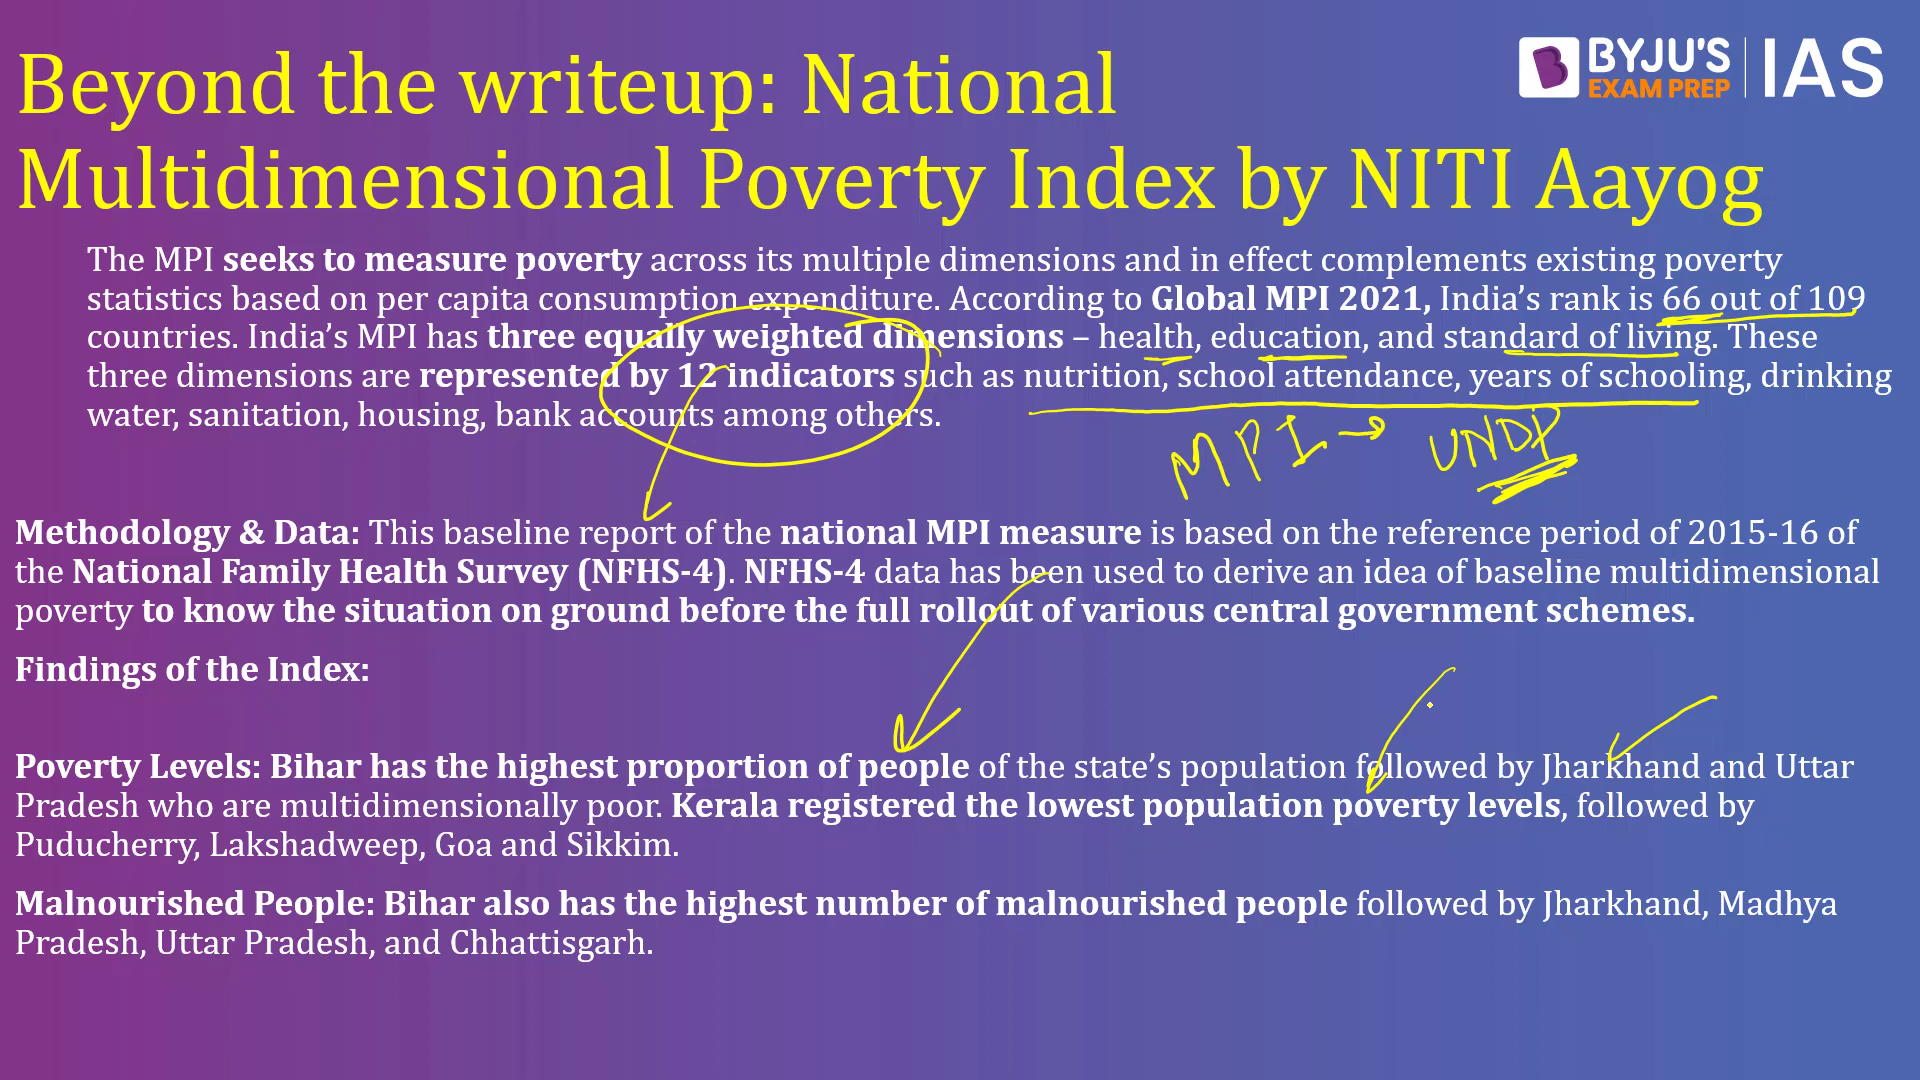 Beyond the writeup: National
Multidimensional Poverty Index by NITI Aayog
BYJU'S
EXAM PREP
IAS
The MPI seeks to measure poverty across its multiple dimensions and in effect complements existing poverty
statistics based on per capita consumption expenditure. According to Global MPI 2021, India's rank is 66 out of 109
countries. India's MPI has three equally weighted dimensions – health, education, and standard of living. These
three dimensions are represented by 12 indicators such as nutrition, school attendance, years of schooling, drinking
water, sanitation, housing, bank accounts among others.
MPI → UNDP
Methodology & Data: This baseline report of the national MPI measure is based on the reference period of 2015-16 of
the National Family Health Survey (NFHS-4). NFHS-4 data has been used to derive an idea of baseline multidimensional
poverty to know the situation on ground before the full rollout of various central government schemes.
Findings of the Index:
Poverty Levels: Bihar has the highest proportion of people of the state's population followed by Jharkhand and Uttar
Pradesh who are multidimensionally poor. Kerala registered the lowest population poverty levels, followed by
Puducherry, Lakshadweep, Goa and Sikkim.
Malnourished People: Bihar also has the highest number of malnourished people followed by Jharkhand, Madhya
Pradesh, Uttar Pradesh, and Chhattisgarh.